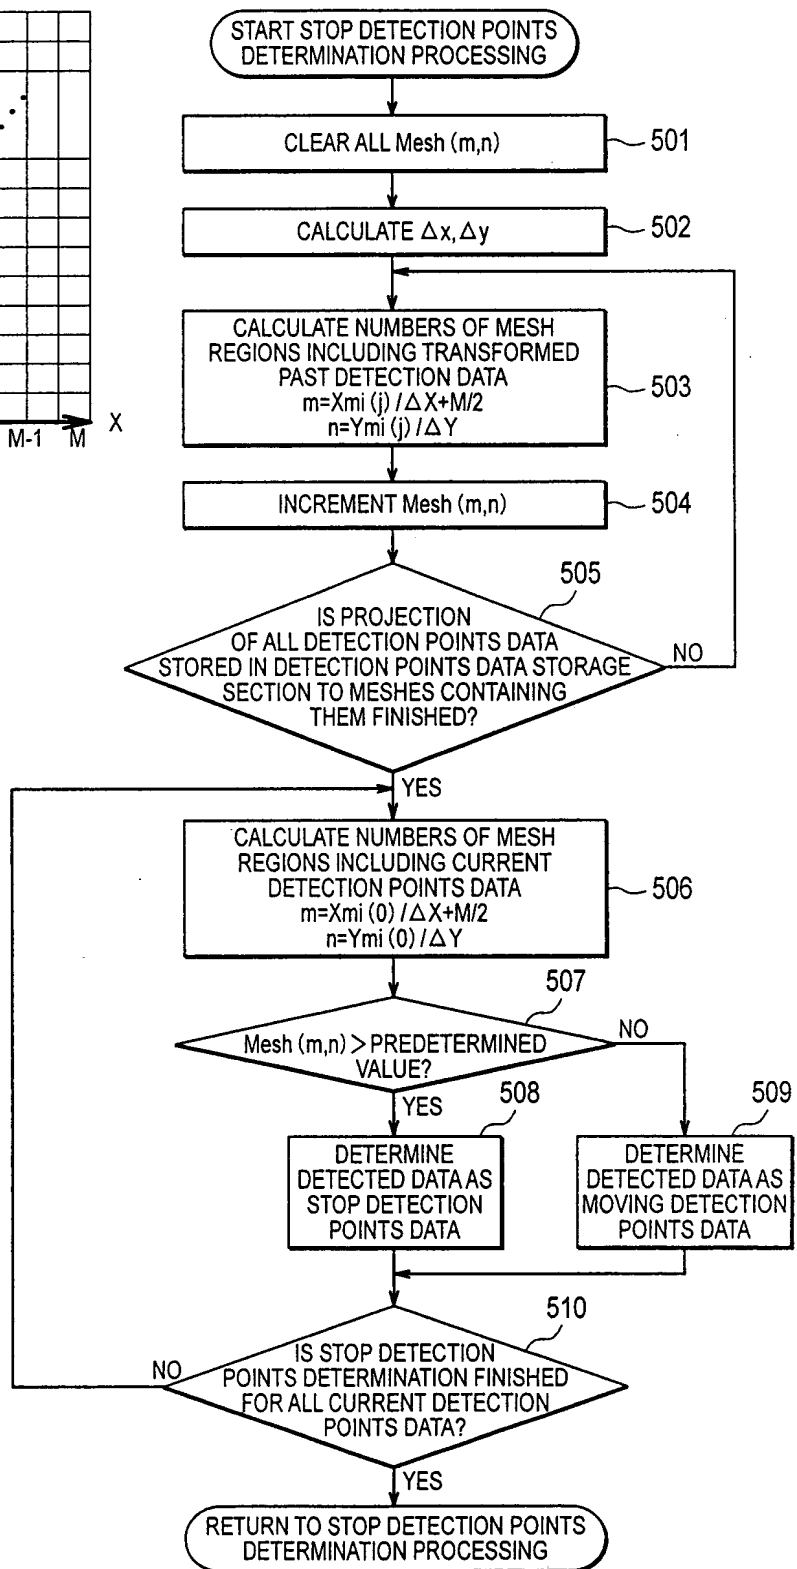 START STOP DETECTION POINTS
DETERMINATION PROCESSING
CLEAR ALL Mesh (m,n)
501
CALCULATE Δx,Δy
502
CALCULATE NUMBERS OF MESH
REGIONS INCLUDING TRANSFORMED
PAST DETECTION DATA
m=Xmi (j) /ΔX+M/2
n=Ymi (j) /ΔY
503
M-1 M X
INCREMENT Mesh (m,n)
504
505
IS PROJECTION
OF ALL DETECTION POINTS DATA
STORED IN DETECTION POINTS DATA STORAGE
SECTION TO MESHES CONTAINING
THEM FINISHED?
NO
YES
CALCULATE NUMBERS OF MESH
REGIONS INCLUDING CURRENT
DETECTION POINTS DATA
m=Xmi (0) /ΔX+M/2
n=Ymi (0) /ΔY
506
507
Mesh (m,n) > PREDETERMINED
VALUE?
NO
YES
508
509
DETERMINE
DETECTED DATA AS
STOP DETECTION
POINTS DATA
DETERMINE
DETECTED DATA AS
MOVING DETECTION
POINTS DATA
510
IS STOP DETECTION
POINTS DETERMINATION FINISHED
FOR ALL CURRENT DETECTION
POINTS DATA?
NO
YES
RETURN TO STOP DETECTION POINTS
DETERMINATION PROCESSING